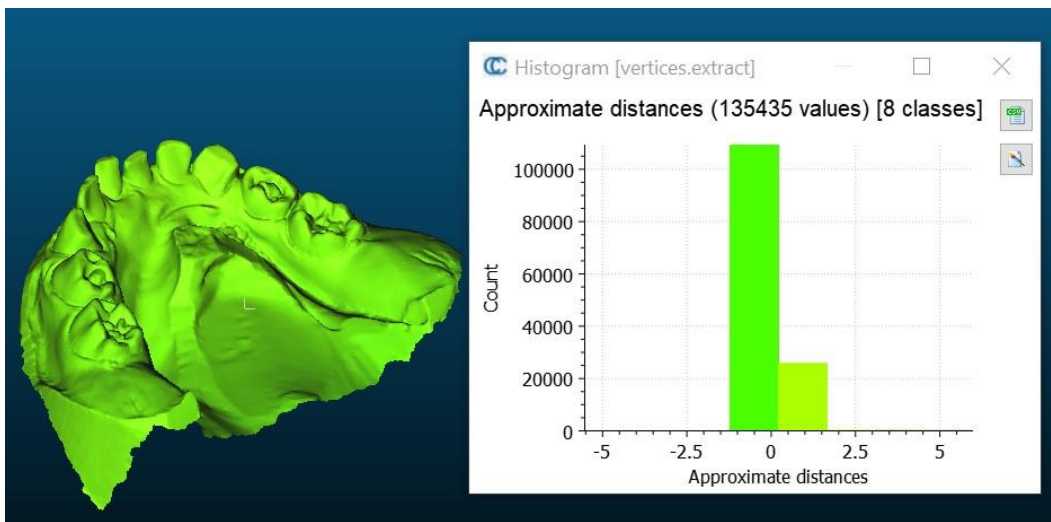 Histogram [vertices.extract]
Approximate distances (135435 values) [8 classes]
CSV
100000
80000
60000
40000
20000
0
Count
-5 -2.5 0 2.5 5
Approximate distances